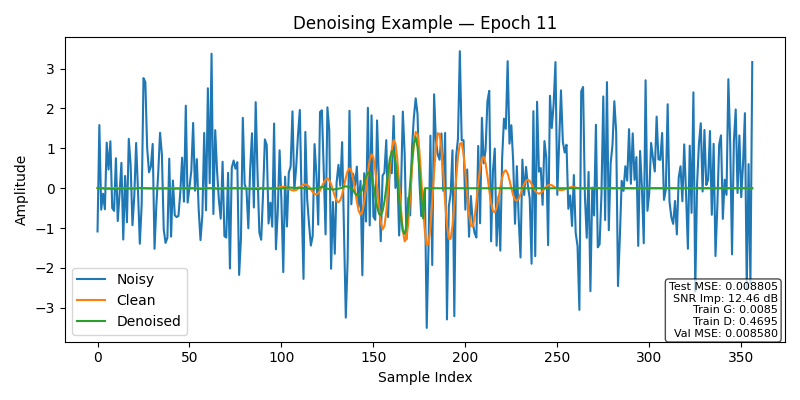 Denoising Example — Epoch 11
Amplitude
3
2
1
0
−1
−2
−3
Noisy
Clean
Denoised
Test MSE: 0.008805
SNR Imp: 12.46 dB
Train G: 0.0085
Train D: 0.4695
Val MSE: 0.008580
0 50 100 150 200 250 300 350
Sample Index